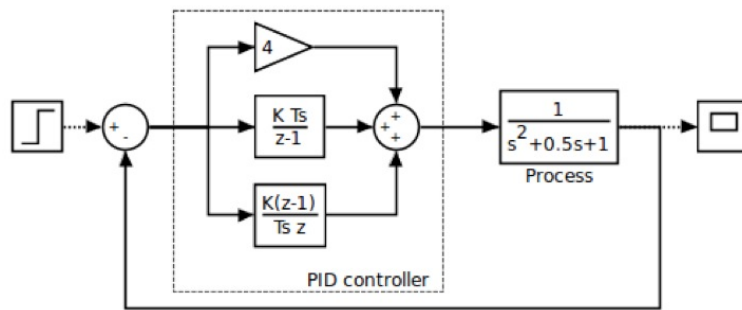 4
+
-
K Ts
z-1
+
+
+
1
s²+0.5s+1
Process
K(z-1)
Ts z
PID controller